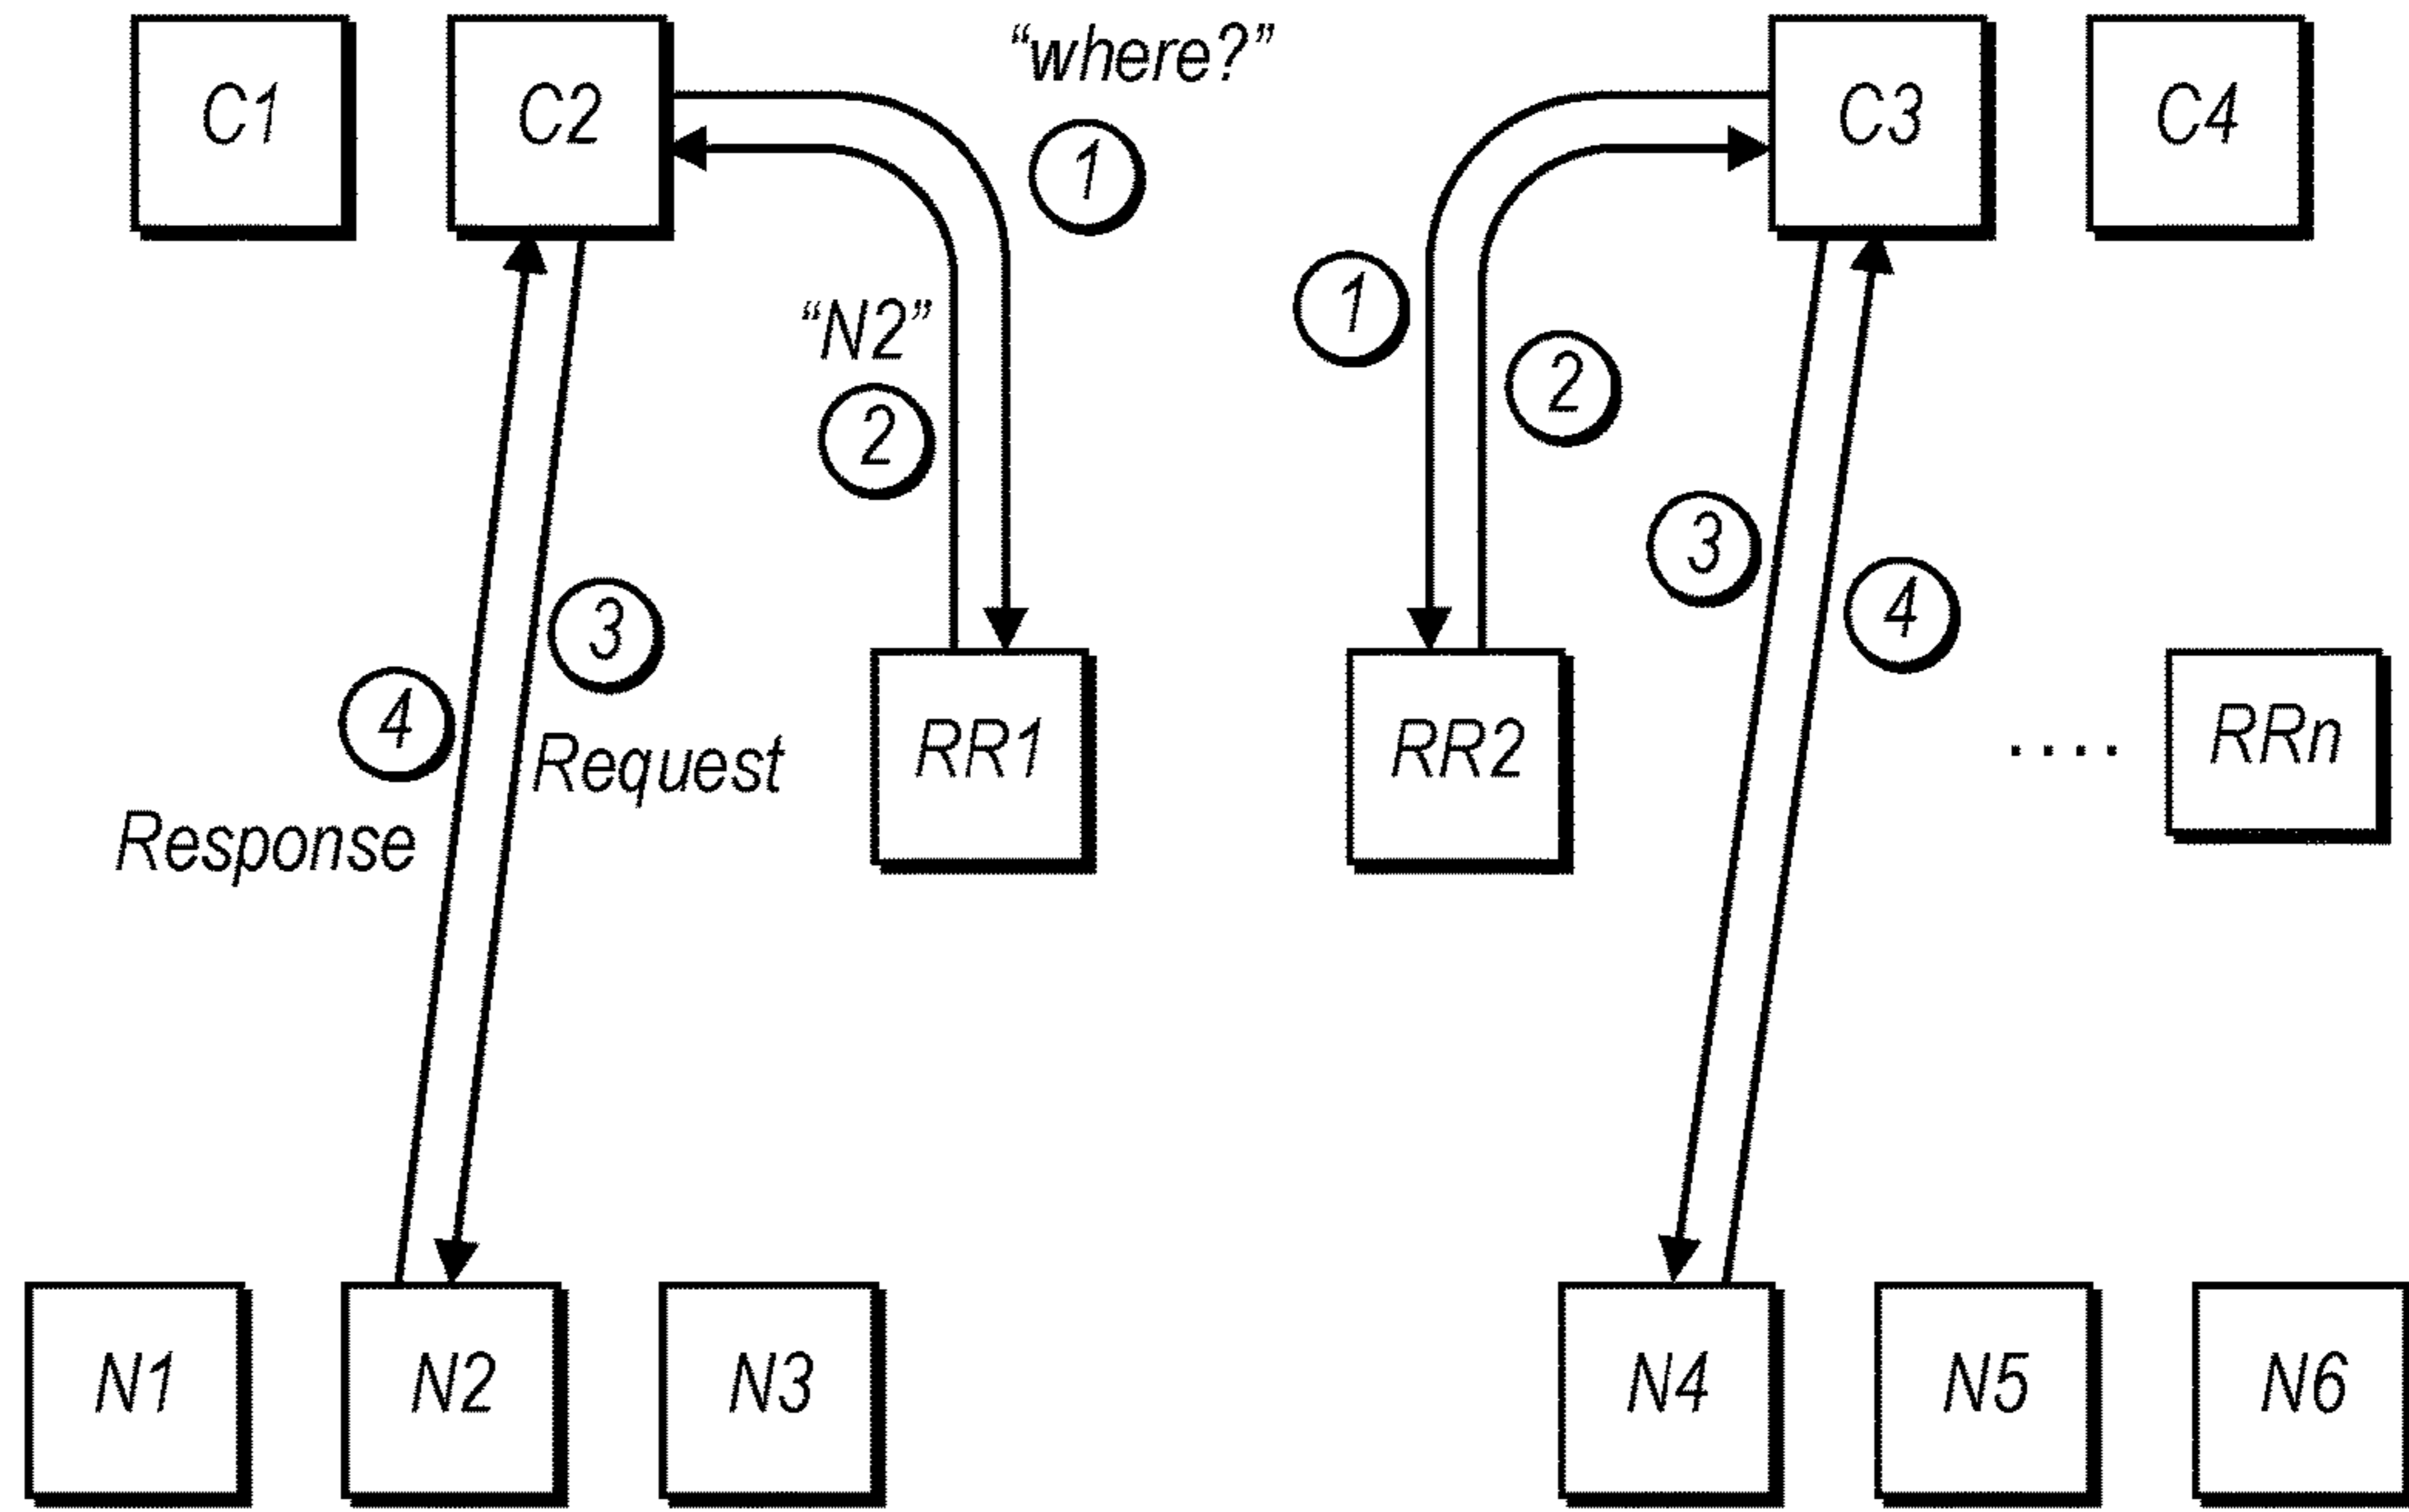 C1
C2
“where?”
C3
C4
1
1
“N2”
2
2
3
4
3
4
Request
Response
RR1
RR2
....
RRn
N1
N2
N3
N4
N5
N6